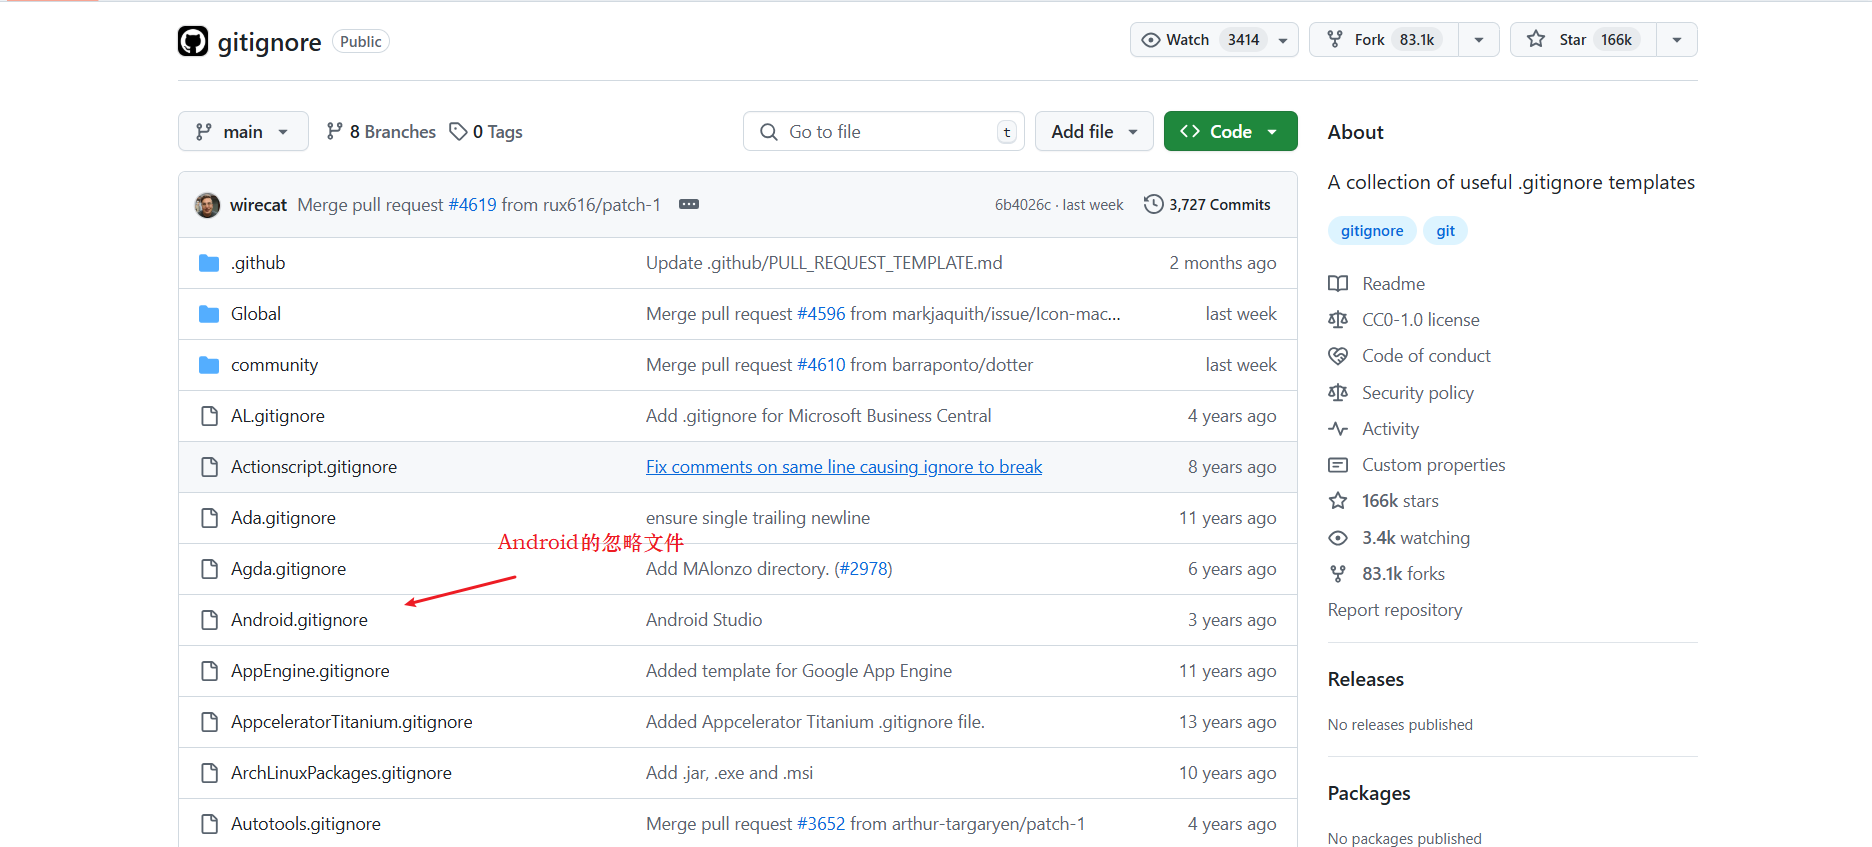 gitignore Public Watch 3414 Fork 83.1k Star 166k
main 8 Branches 0 Tags Go to file t Add file Code
wirecat Merge pull request #4619 from rux616/patch-1 6b4026c · last week 3,727 Commits
.github Update .github/PULL_REQUEST_TEMPLATE.md 2 months ago
Global Merge pull request #4596 from markjaquith/issue/Icon-mac... last week
community Merge pull request #4610 from barraponto/dotter last week
AL.gitignore Add .gitignore for Microsoft Business Central 4 years ago
Actionscript.gitignore Fix comments on same line causing ignore to break 8 years ago
Ada.gitignore ensure single trailing newline 11 years ago
Android的忽略文件
Agda.gitignore Add MAlonzo directory. (#2978) 6 years ago
Android.gitignore Android Studio 3 years ago
AppEngine.gitignore Added template for Google App Engine 11 years ago
AppceleratorTitanium.gitignore Added Appcelerator Titanium .gitignore file. 13 years ago
ArchLinuxPackages.gitignore Add .jar, .exe and .msi 10 years ago
Autotools.gitignore Merge pull request #3652 from arthur-targaryen/patch-1 4 years ago
About
A collection of useful .gitignore templates
gitignore git
Readme
CC0-1.0 license
Code of conduct
Security policy
Activity
Custom properties
166k stars
3.4k watching
83.1k forks
Report repository
Releases
No releases published
Packages
No packages published